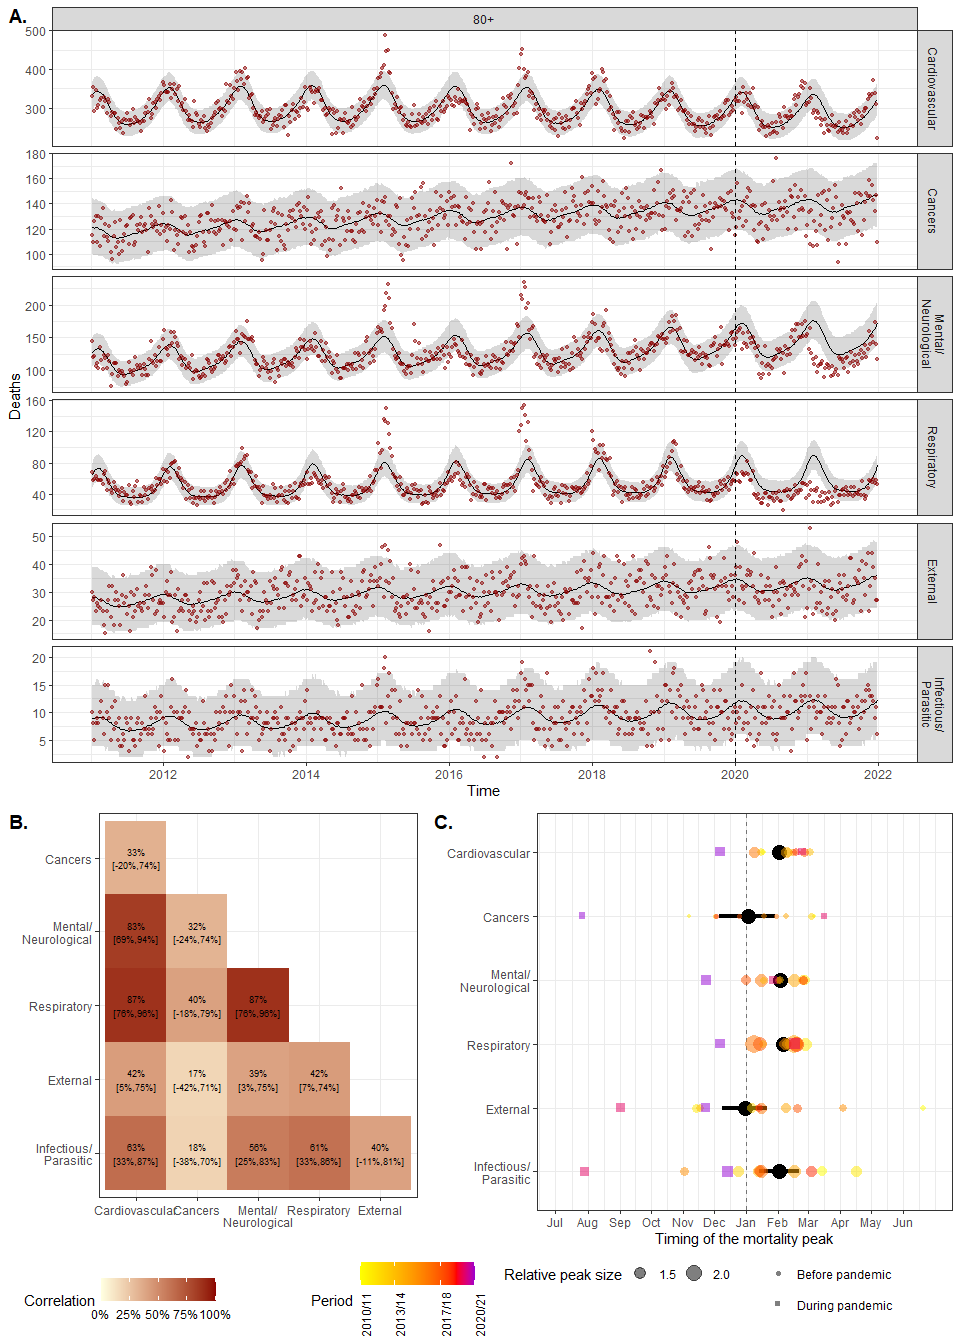 A.
80+
500
400
300
Cardiovascular
180
160
140
120
100
Cancers
200
150
100
Mental/
Neurological
Deaths
160
120
80
40
Respiratory
50
40
30
20
External
20
15
10
5
Infectious/
Parasitic
2012 2014 2016 2018 2020 2022
Time
B.
Cancers
33%
[-20%,74%]
Mental/
Neurological
83% 32%
[69%,94%] [-24%,74%]
Respiratory
87% 40% 87%
[76%,96%] [-18%,79%] [76%,96%]
External
42% 17% 39% 42%
[5%,75%] [-42%,71%] [3%,75%] [7%,74%]
Infectious/
Parasitic
63% 18% 56% 61% 40%
[33%,87%] [-38%,70%] [25%,83%] [33%,86%] [-11%,81%]
Cardiovascular Cancers Mental/
Neurological Respiratory External
C.
Cardiovascular
Cancers
Mental/
Neurological
Respiratory
External
Infectious/
Parasitic
Jul Aug Sep Oct Nov Dec Jan Feb Mar Apr May Jun
Timing of the mortality peak
Correlation
0% 25% 50% 75% 100%
Period
2010/11
2013/14
2017/18
2020/21
Relative peak size 1.5 2.0
Before pandemic
During pandemic